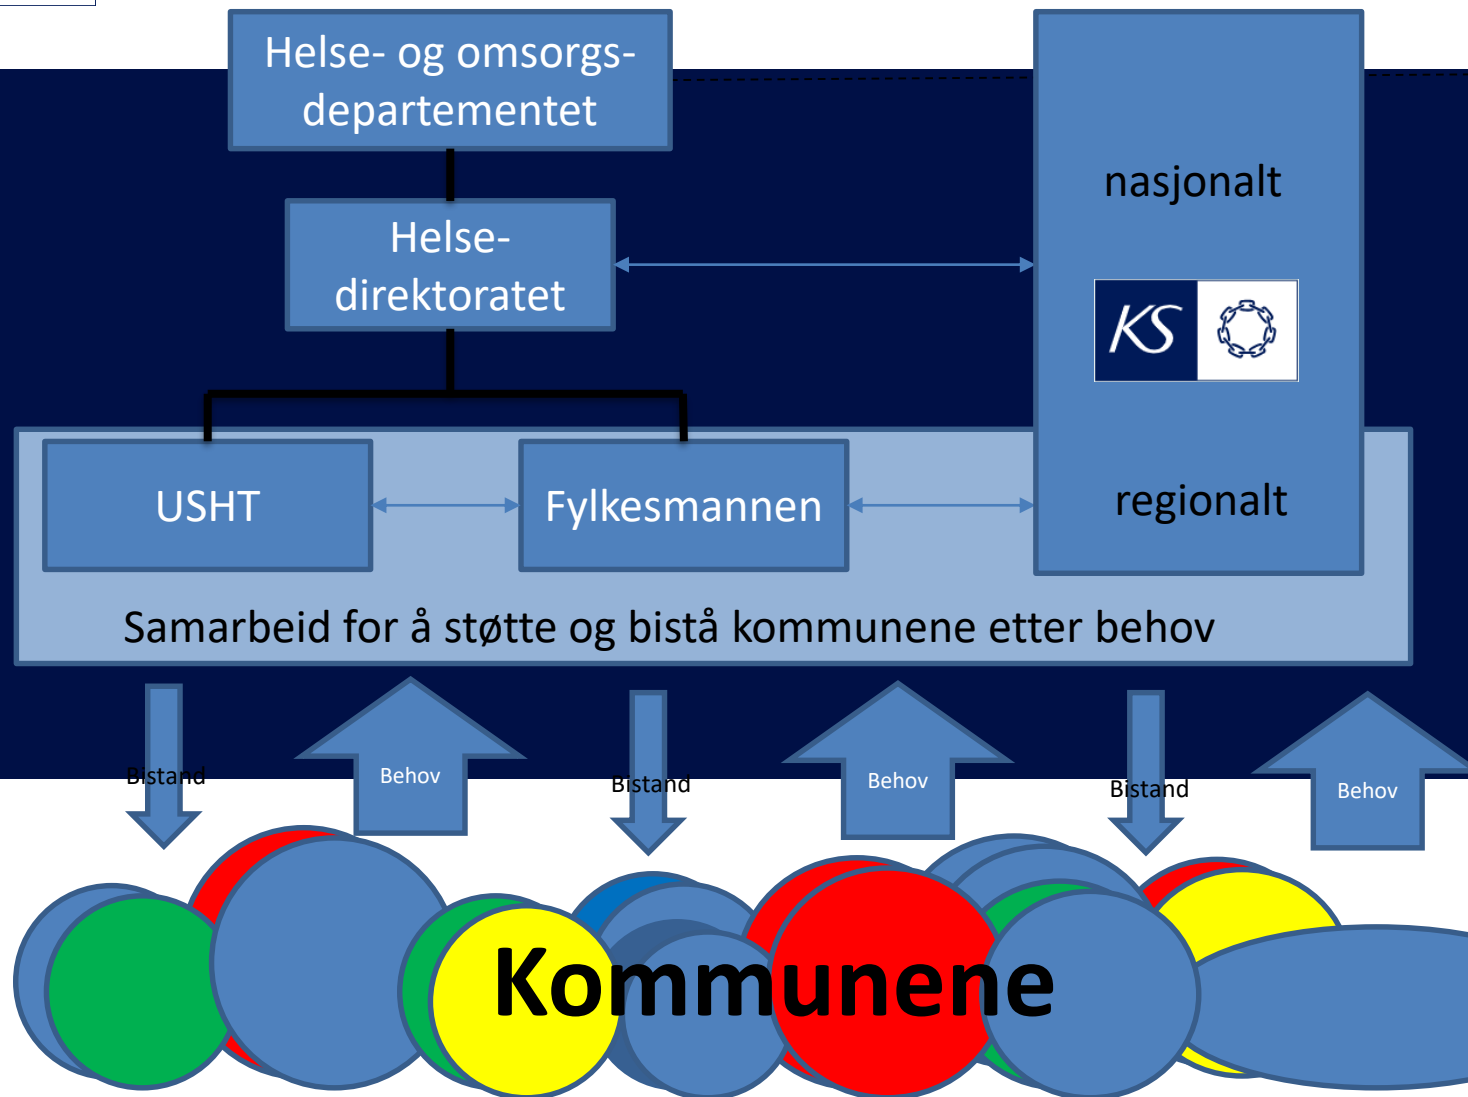 Helse- og omsorgs-
departementet
nasjonalt
Helse-
direktoratet
KS
USHT
Fylkesmannen
regionalt
Samarbeid for å støtte og bistå kommunene etter behov
Bistand
Behov
Bistand
Behov
Bistand
Behov
Kommunene